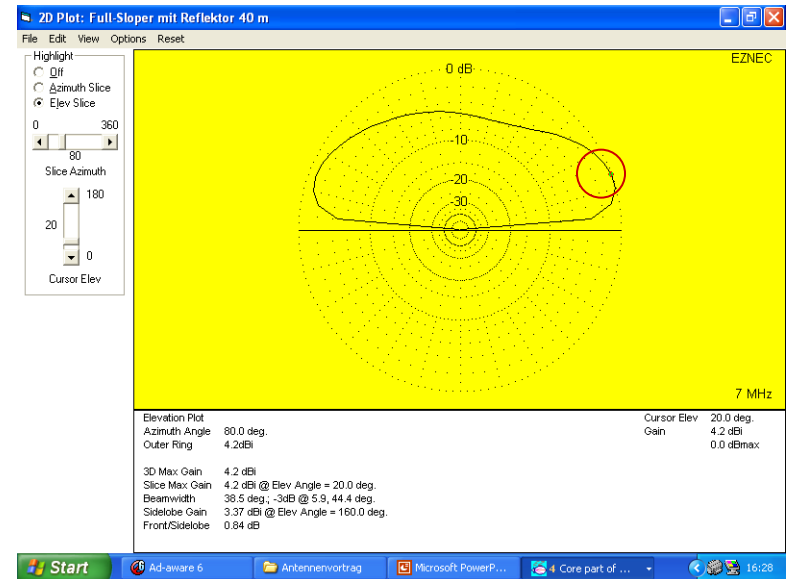 2D Plot: Full-Sloper mit Reflektor 40 m
File Edit View Options Reset
Highlight
Off
Azimuth Slice
Elev Slice
0 360
80
Slice Azimuth
180
20
0
Cursor Elev
EZNEC
0 dB
-10
-20
-30
7 MHz
Elevation Plot
Azimuth Angle 80.0 deg.
Outer Ring 4.2dBi
3D Max Gain 4.2 dBi
Slice Max Gain 4.2 dBi @ Elev Angle = 20.0 deg.
Beamwidth 38.5 deg.; -3dB @ 5.9, 44.4 deg.
Sidelobe Gain 3.37 dBi @ Elev Angle = 160.0 deg.
Front/Sidelobe 0.84 dB
Cursor Elev 20.0 deg.
Gain 4.2 dBi
0.0 dBmax
Start
Ad-aware 6
Antennenvortrag
Microsoft PowerP...
4 Core part of ...
16:28